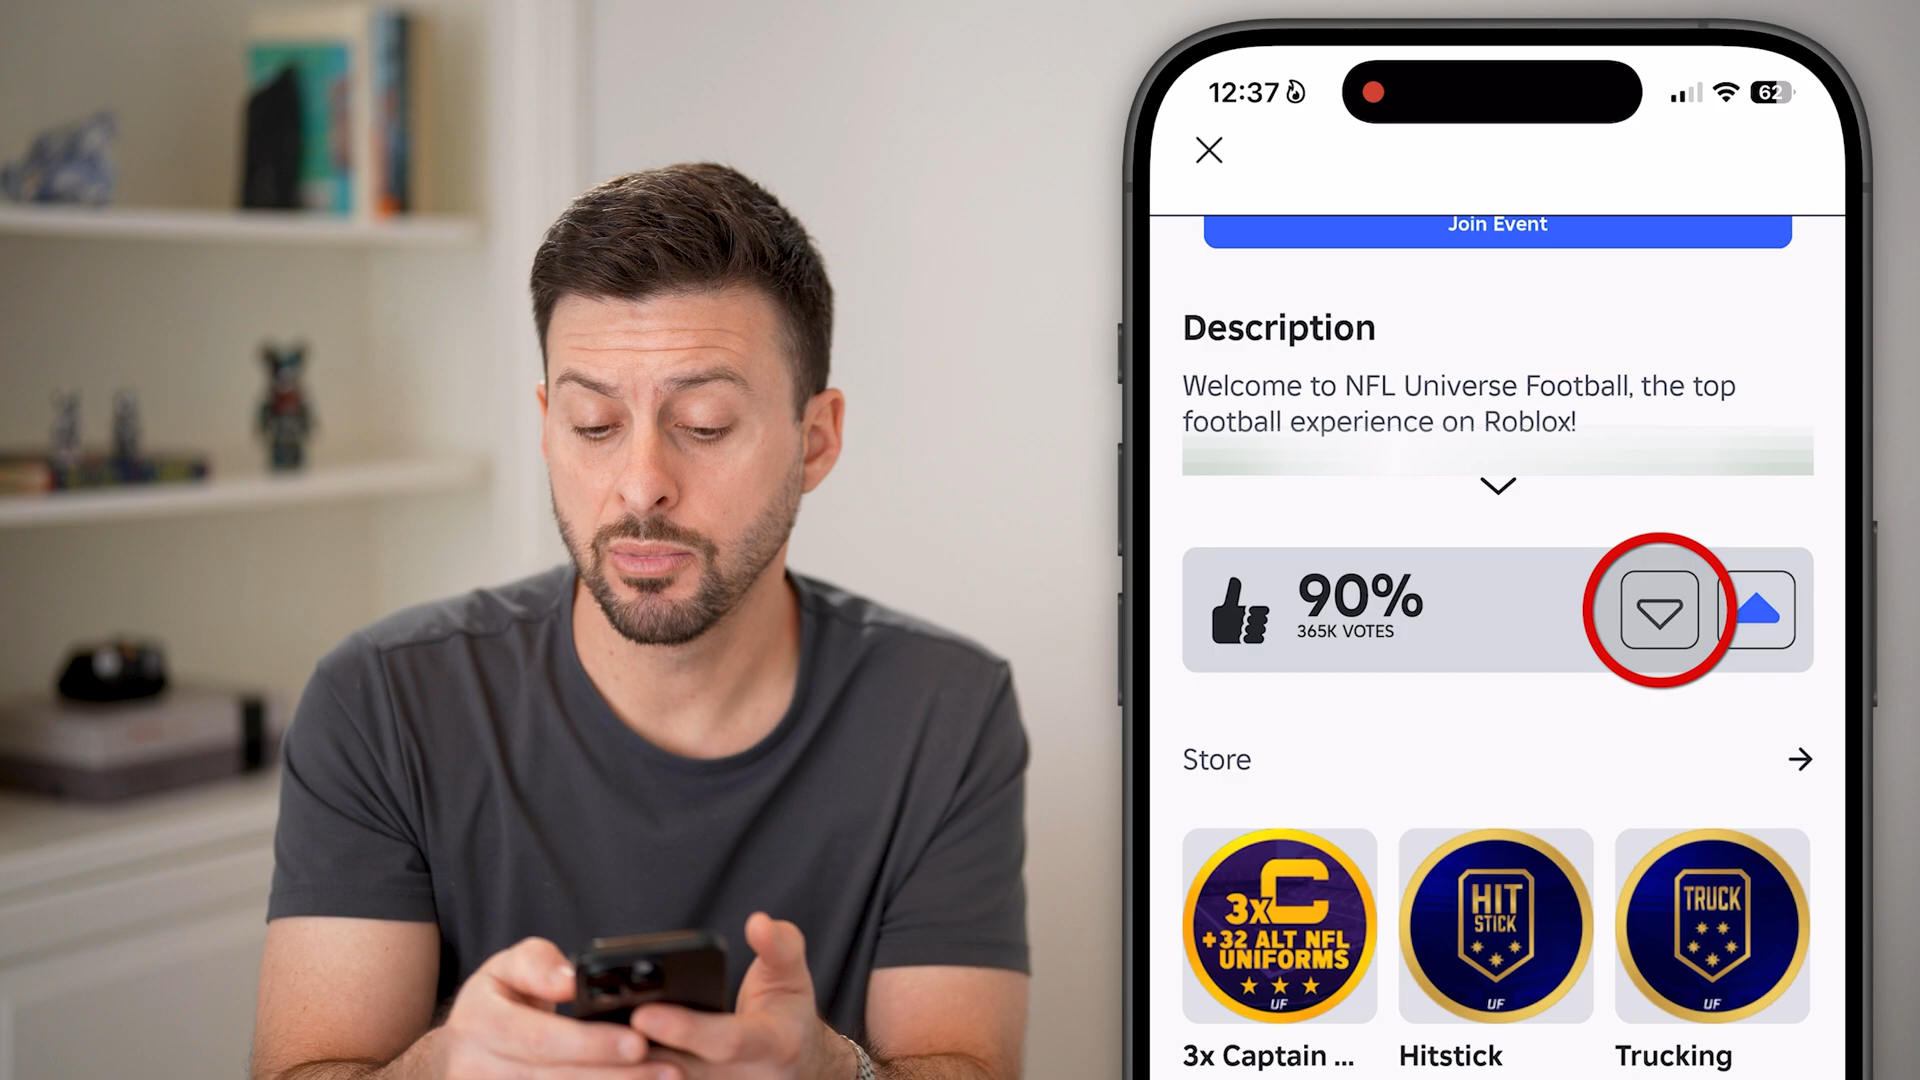 12:37
62
Join Event
Description
Welcome to NFL Universe Football, the top
football experience on Roblox!
90%
365K VOTES
Store
3x C
+32 ALT NFL
UNIFORMS
UF
HIT
STICK
UF
TRUCK
UF
3x Captain ...
Hitstick
Trucking